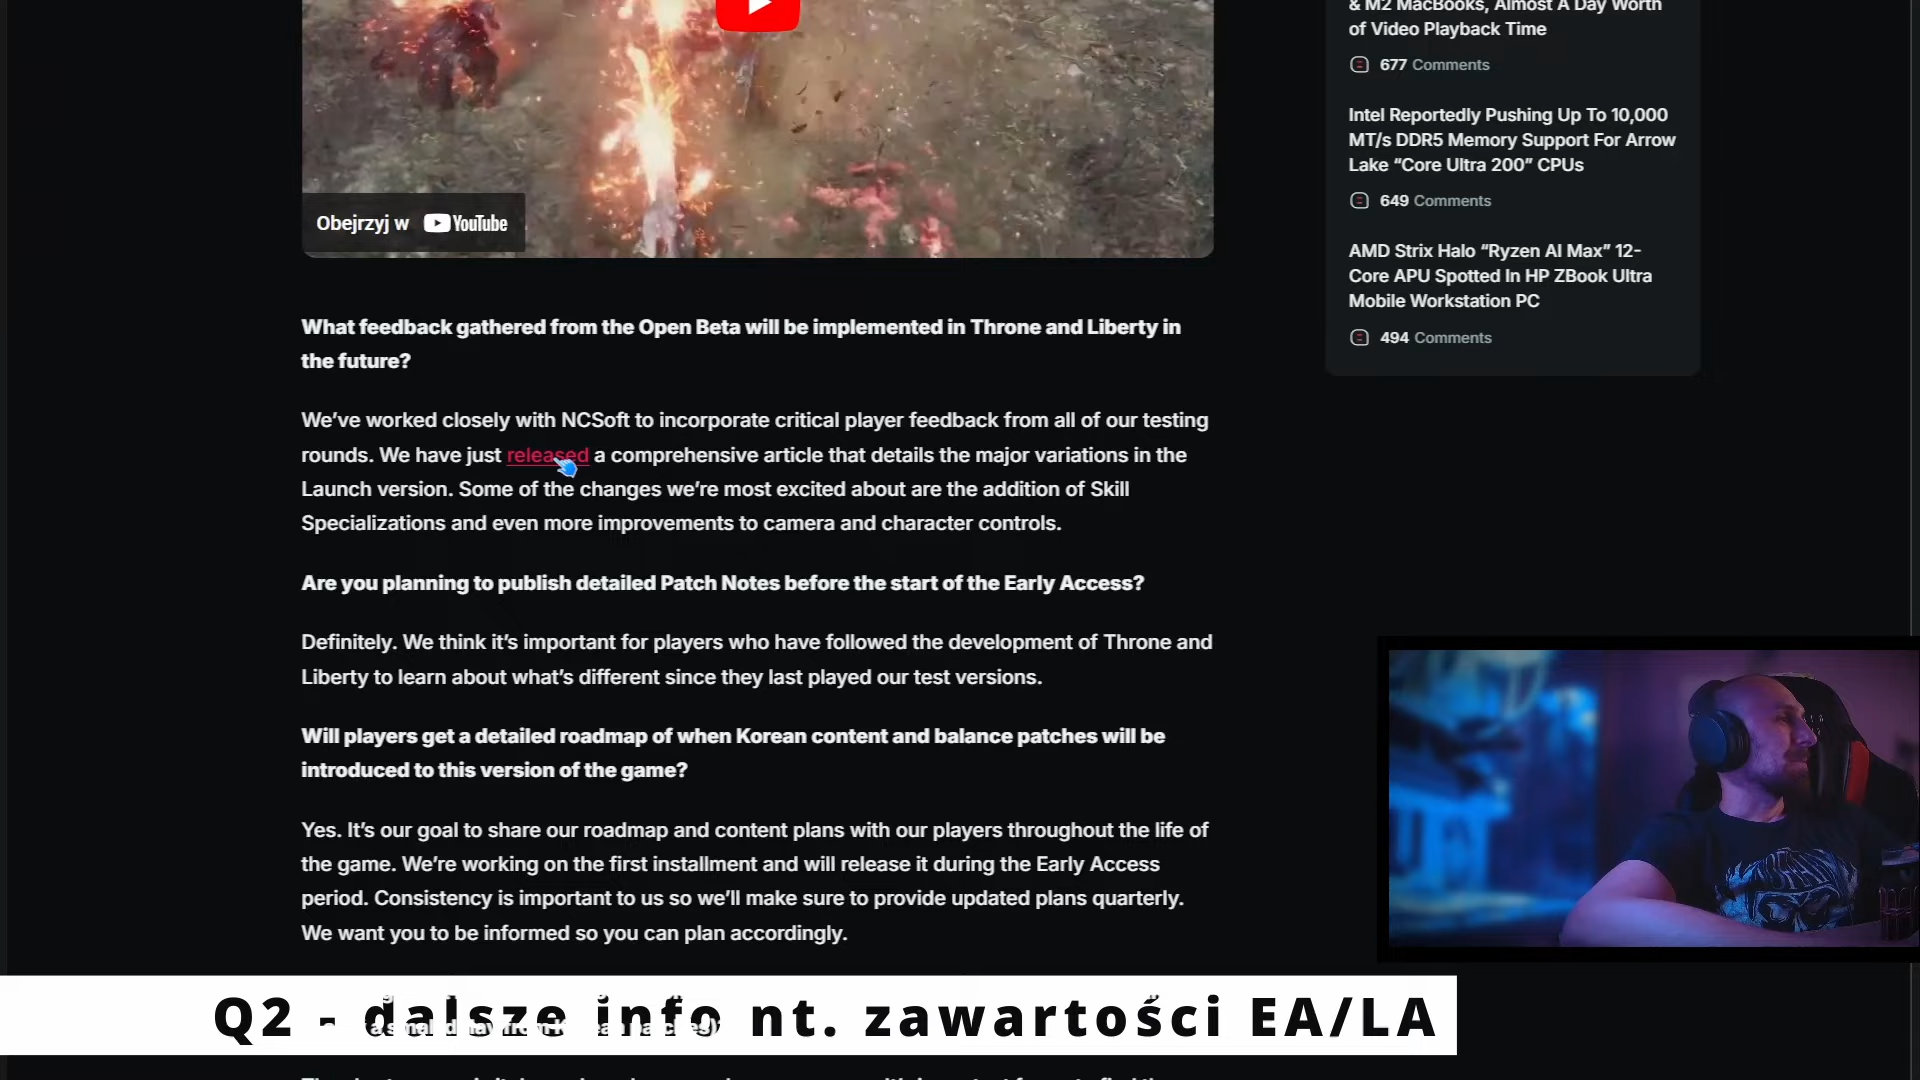 Obejrzyj w YouTube
What feedback gathered from the Open Beta will be implemented in Throne and Liberty in
the future?
We've worked closely with NCSoft to incorporate critical player feedback from all of our testing
rounds. We have just released a comprehensive article that details the major variations in the
Launch version. Some of the changes we're most excited about are the addition of Skill
Specializations and even more improvements to camera and character controls.
Are you planning to publish detailed Patch Notes before the start of the Early Access?
Definitely. We think it's important for players who have followed the development of Throne and
Liberty to learn about what's different since they last played our test versions.
Will players get a detailed roadmap of when Korean content and balance patches will be
introduced to this version of the game?
Yes. It's our goal to share our roadmap and content plans with our players throughout the life of
the game. We're working on the first installment and will release it during the Early Access
period. Consistency is important to us so we'll make sure to provide updated plans quarterly.
We want you to be informed so you can plan accordingly.
Q2 - dalsze info nt. zawartości EA/LA
& M2 MacBooks, Almost A Day Worth
of Video Playback Time
677 Comments
Intel Reportedly Pushing Up To 10,000
MT/s DDR5 Memory Support For Arrow
Lake “Core Ultra 200” CPUs
649 Comments
AMD Strix Halo “Ryzen AI Max” 12-
Core APU Spotted In HP ZBook Ultra
Mobile Workstation PC
494 Comments